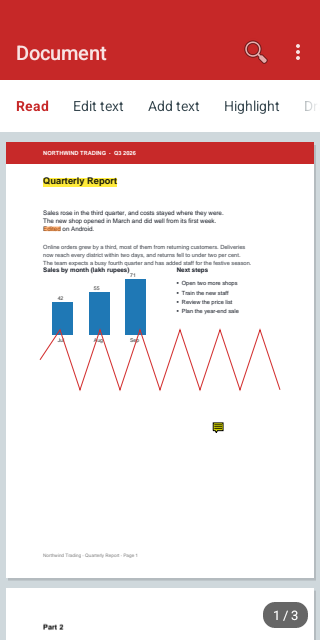 Document
Read
Edit text
Add text
Highlight
Dr
NORTHWIND TRADING - Q3 2026
Quarterly Report
Sales rose in the third quarter, and costs stayed where they were.
The new shop opened in March and did well from its first week.
Edited on Android.
Online orders grew by a third, most of them from returning customers. Deliveries
now reach every district within two days, and returns fell to under two per cent.
The team expects a busy fourth quarter and has added staff for the festive season.
Sales by month (lakh rupees)
71
55
42
Jul
Aug
Sep
Next steps
• Open two more shops
• Train the new staff
• Review the price list
• Plan the year-end sale
Northwind Trading - Quarterly Report - Page 1
1 / 3
Part 2